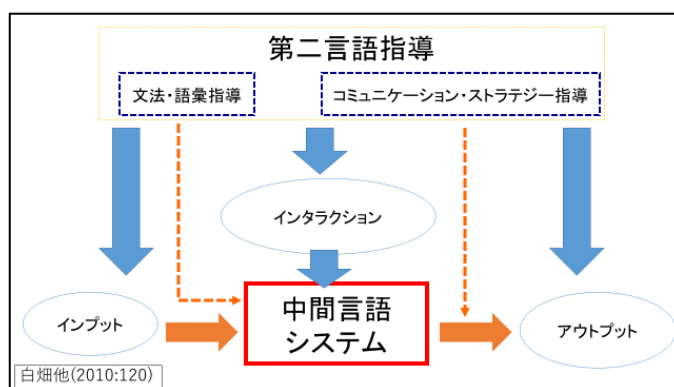 第二言語指導
文法・語彙指導
コミュニケーション・ストラテジー指導
インタラクション
インプット
中間言語
システム
アウトプット
白畑他(2010:120)